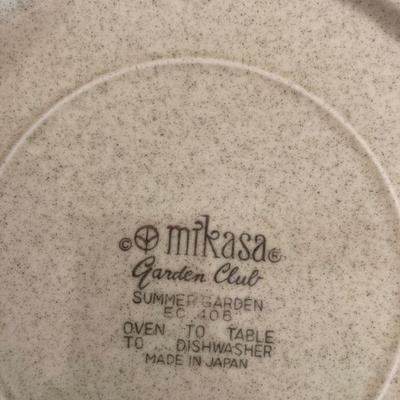 © mikasa®
Garden Club
SUMMER GARDEN
EC 406
OVEN TO TABLE
TO DISHWASHER
MADE IN JAPAN